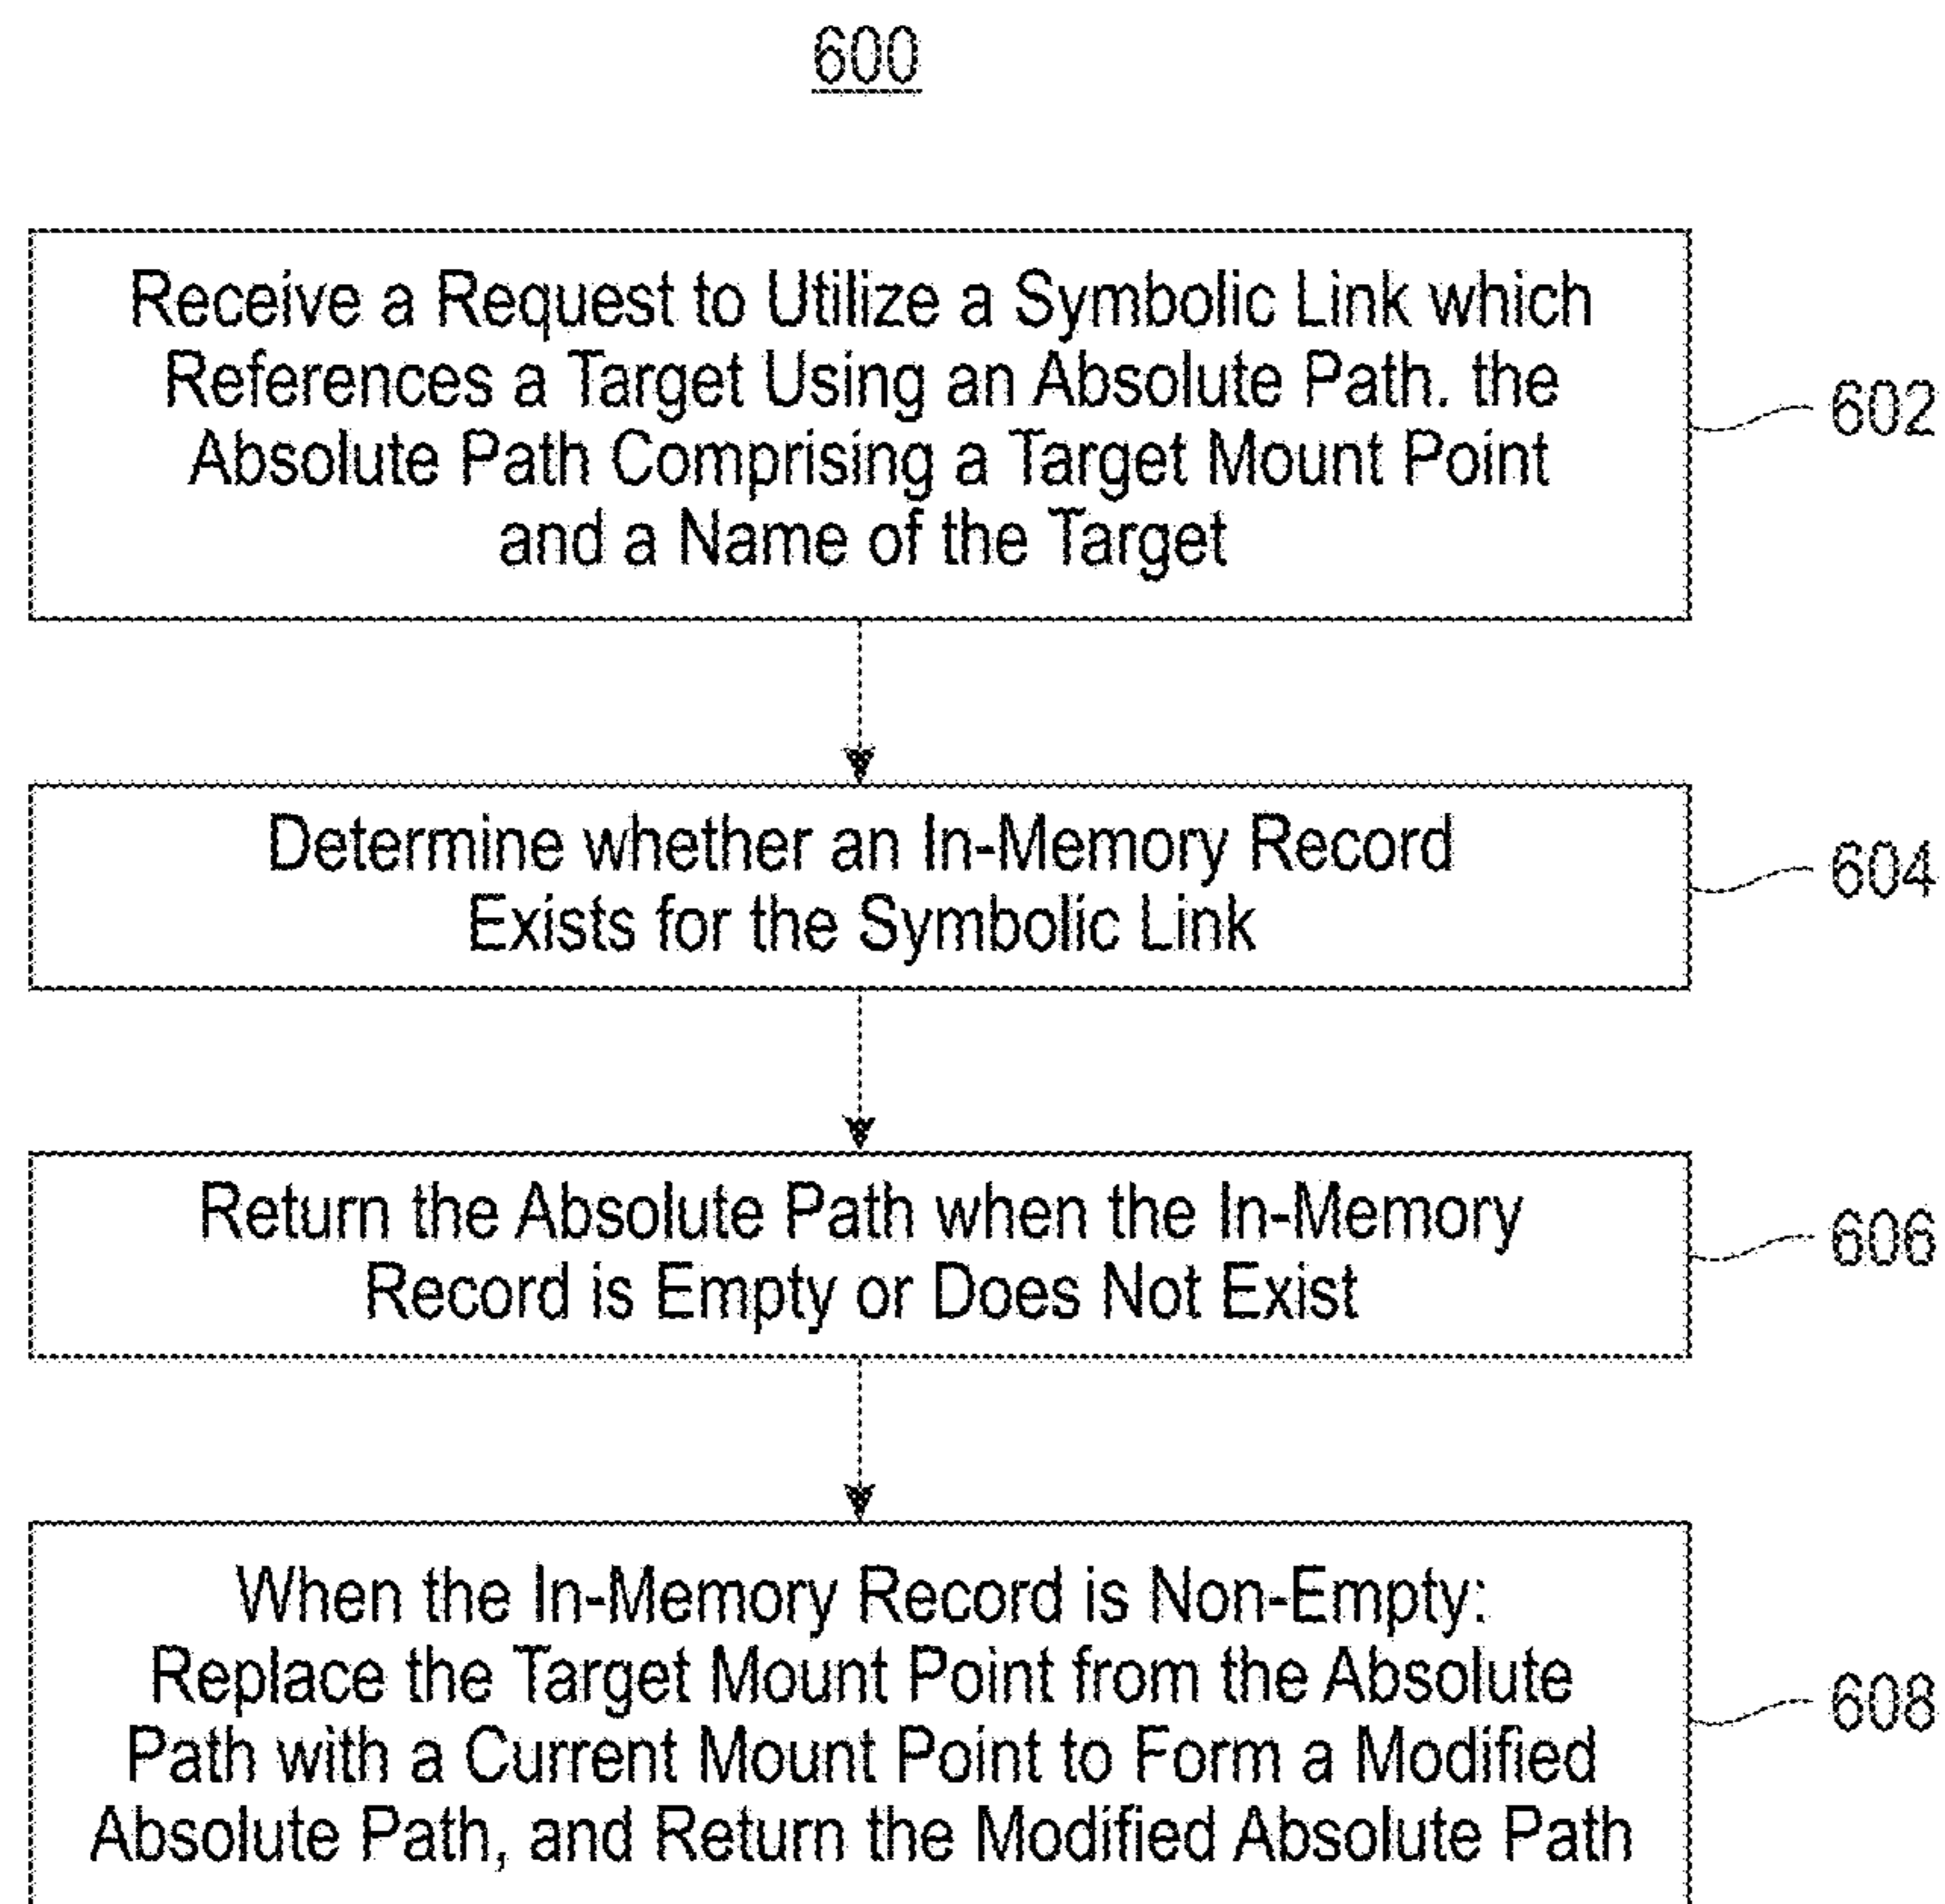 600
Receive a Request to Utilize a Symbolic Link which
References a Target Using an Absolute Path. the
Absolute Path Comprising a Target Mount Point
and a Name of the Target
602
Determine whether an In-Memory Record
Exists for the Symbolic Link
604
Return the Absolute Path when the In-Memory
Record is Empty or Does Not Exist
606
When the In-Memory Record is Non-Empty:
Replace the Target Mount Point from the Absolute
Path with a Current Mount Point to Form a Modified
Absolute Path, and Return the Modified Absolute Path
608